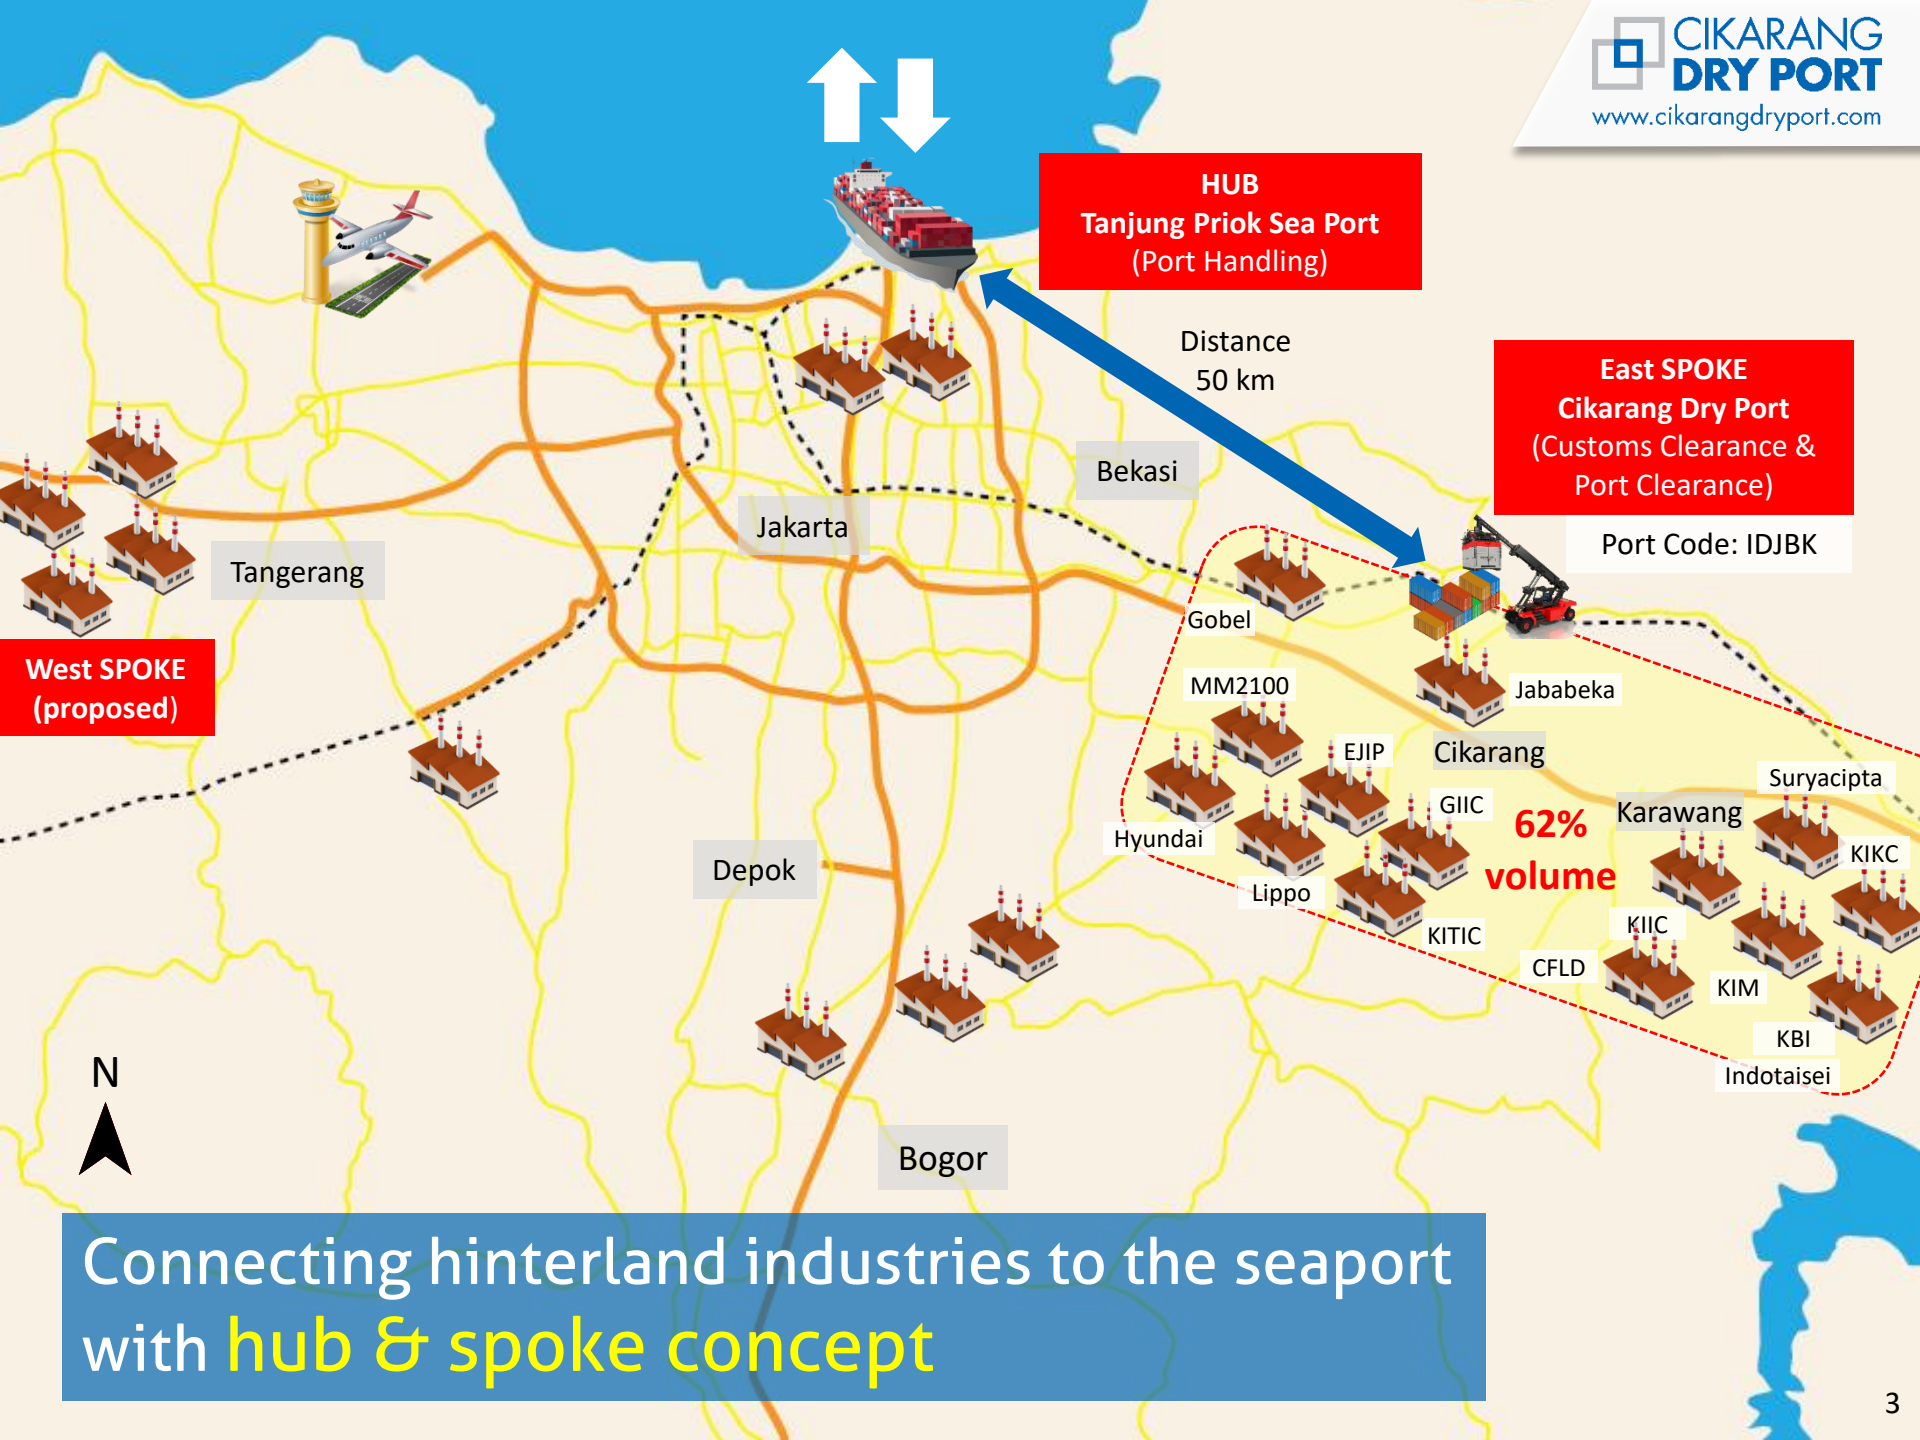 CIKARANG
DRY PORT
www.cikarangdryport.com
HUB
Tanjung Priok Sea Port
(Port Handling)
Distance
50 km
East SPOKE
Cikarang Dry Port
(Customs Clearance &
Port Clearance)
Port Code: IDJBK
Bekasi
Jakarta
Tangerang
West SPOKE
(proposed)
Gobel
MM2100
Jababeka
EJIP
Cikarang
Suryacipta
GIIC
62%
volume
Karawang
Hyundai
KIKC
Lippo
KIIC
KITIC
CFLD
KIM
KBI
Indotaisei
Depok
Bogor
N
Connecting hinterland industries to the seaport
with hub & spoke concept
3